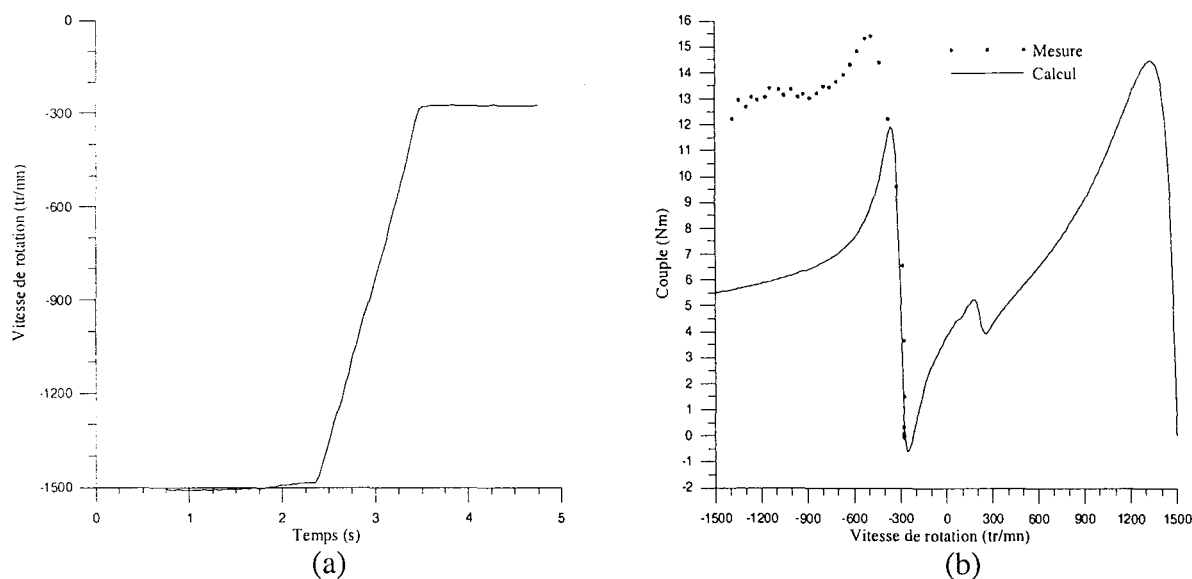 0
-300
-600
-900
-1200
-1500
Vitesse de rotation (tr/mn)
0 1 2 3 4 5
Temps (s)
(a)
16
15
14
13
12
11
10
9
8
7
6
5
4
3
2
1
0
-1
-2
Couple (Nm)
Mesure
Calcul
-1500 -1200 -900 -600 -300 0 300 600 900 1200 1500
Vitesse de rotation (tr/mn)
(b)